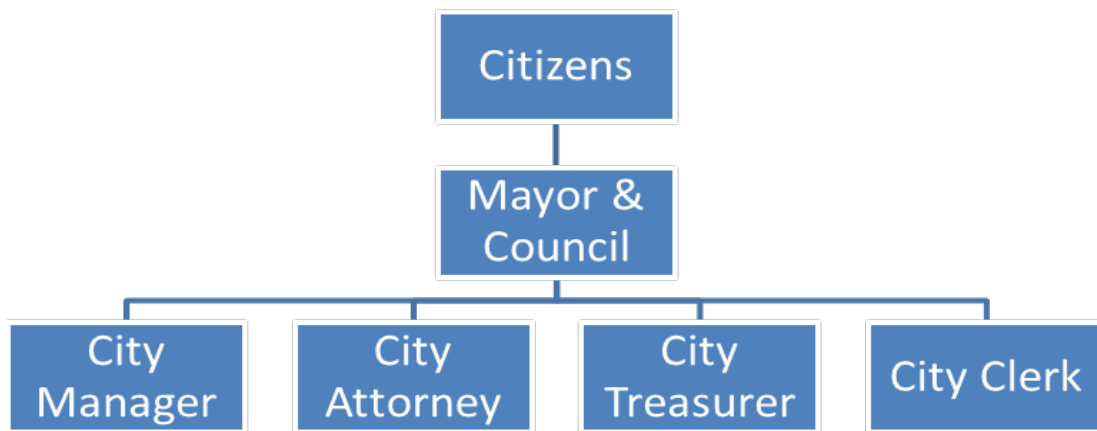 Citizens
Mayor &
Council
City
Manager
City
Attorney
City
Treasurer
City Clerk